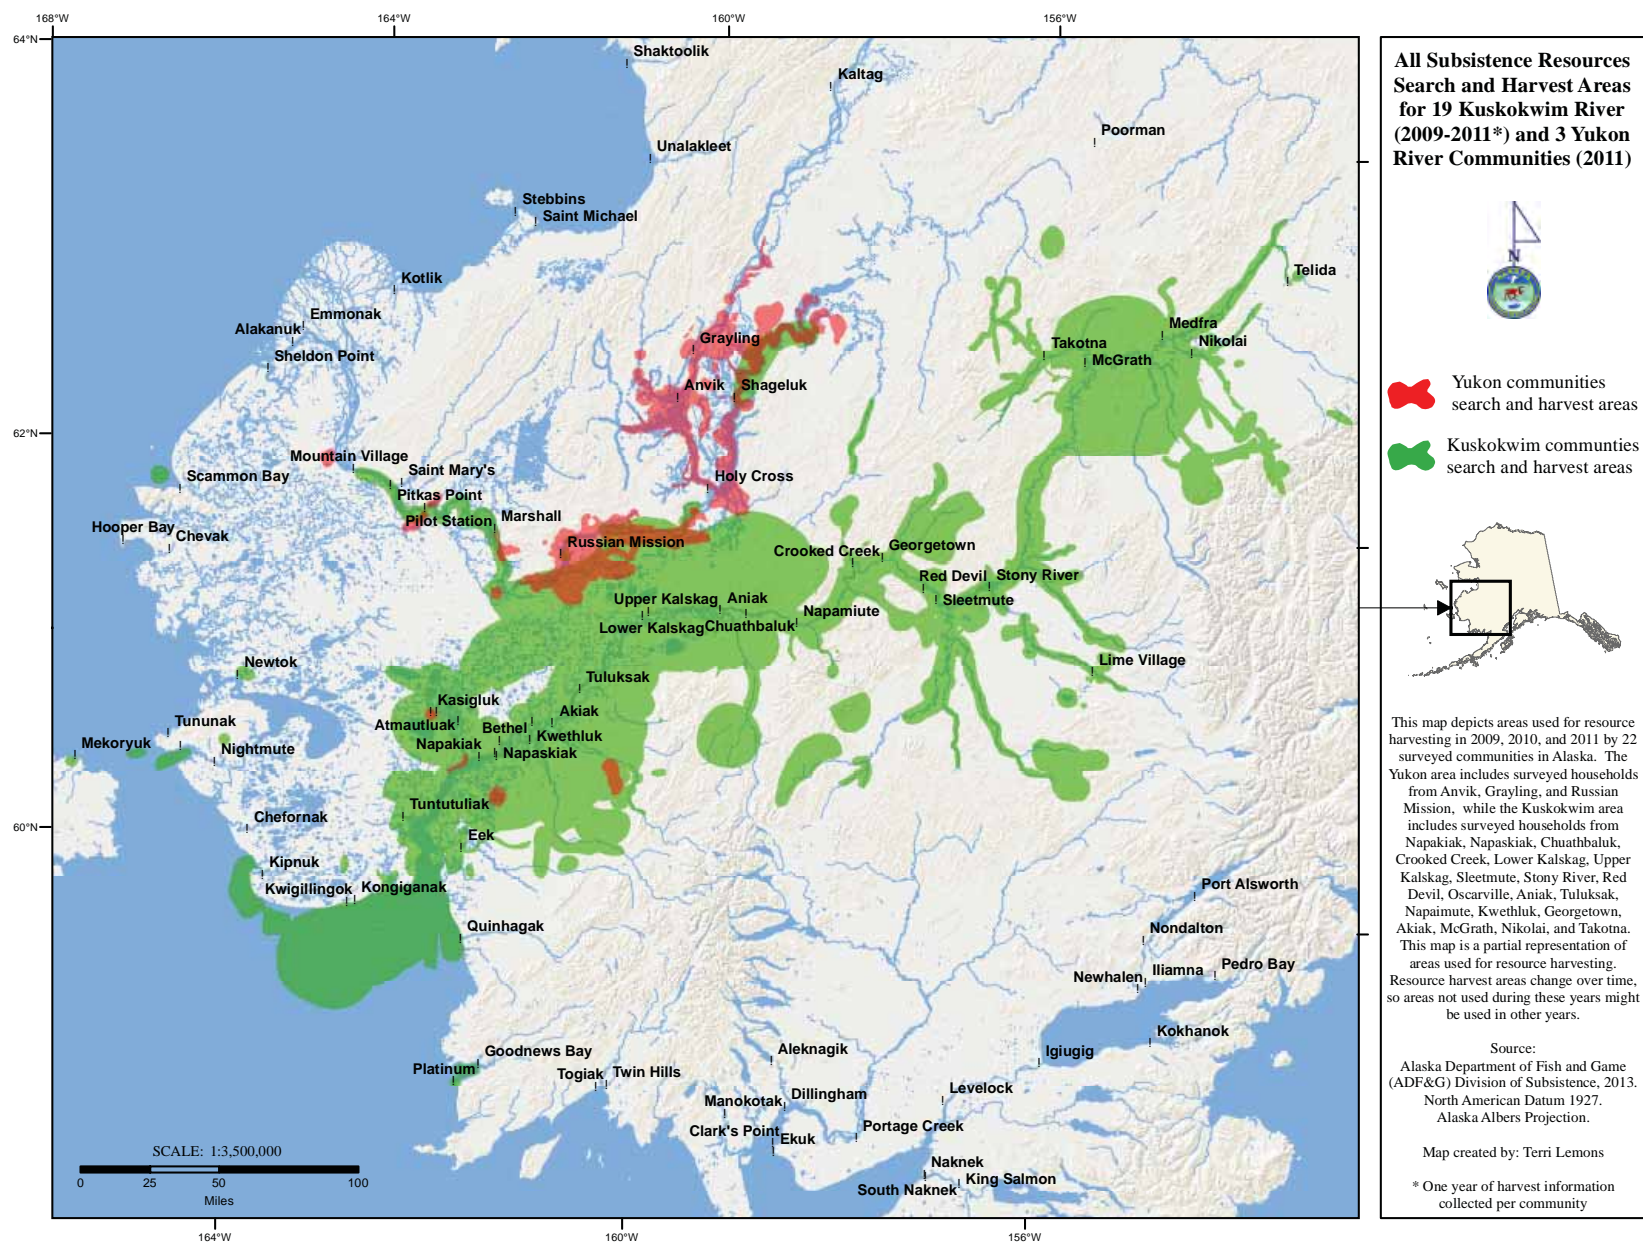 168°W
164°W
160°W
156°W
64°N
62°N
60°N
Shaktoolik
Kaltag
Poorman
Unalakleet
Stebbins
Saint Michael
Kotlik
Telida
Emmonak
Alakanuk
Sheldon Point
Medfra
Nikolai
Takotna
McGrath
Grayling
Anvik
Shageluk
Mountain Village
Saint Mary's
Scammon Bay
Pitkas Point
Holy Cross
Pilot Station
Marshall
Hooper Bay
Chevak
Russian Mission
Crooked Creek
Georgetown
Red Devil
Stony River
Sleetmute
Upper Kalskag
Aniak
Napamiute
Lower Kalskag
Chuathbaluk
Newtok
Lime Village
Tuluksak
Kasigluk
Akiak
Tununak
Atmautluak
Bethel
Kwethluk
Mekoryuk
Nightmute
Napakiak
Napaskiak
Tuntutuliak
Chefornak
Eek
Kipnuk
Kwigillingok
Kongiganak
Port Alsworth
Quinhagak
Nondalton
Newhalen
Iliamna
Pedro Bay
Kokhanok
Goodnews Bay
Aleknagik
Igiugig
Platinum
Togiak
Twin Hills
Levelock
Manokotak
Dillingham
Clark's Point
Ekuk
Portage Creek
Naknek
South Naknek
King Salmon
SCALE: 1:3,500,000
0
25
50
100
Miles
164°W
160°W
156°W
All Subsistence Resources
Search and Harvest Areas
for 19 Kuskokwim River
(2009-2011*) and 3 Yukon
River Communities (2011)
N
Yukon communities
search and harvest areas
Kuskokwim communties
search and harvest areas
This map depicts areas used for resource
harvesting in 2009, 2010, and 2011 by 22
surveyed communities in Alaska. The
Yukon area includes surveyed households
from Anvik, Grayling, and Russian
Mission, while the Kuskokwim area
includes surveyed households from
Napakiak, Napaskiak, Chuathbaluk,
Crooked Creek, Lower Kalskag, Upper
Kalskag, Sleetmute, Stony River, Red
Devil, Oscarville, Aniak, Tuluksak,
Napaimute, Kwethluk, Georgetown,
Akiak, McGrath, Nikolai, and Takotna.
This map is a partial representation of
areas used for resource harvesting.
Resource harvest areas change over time,
so areas not used during these years might
be used in other years.
Source:
Alaska Department of Fish and Game
(ADF&G) Division of Subsistence, 2013.
North American Datum 1927.
Alaska Albers Projection.
Map created by: Terri Lemons
* One year of harvest information
collected per community